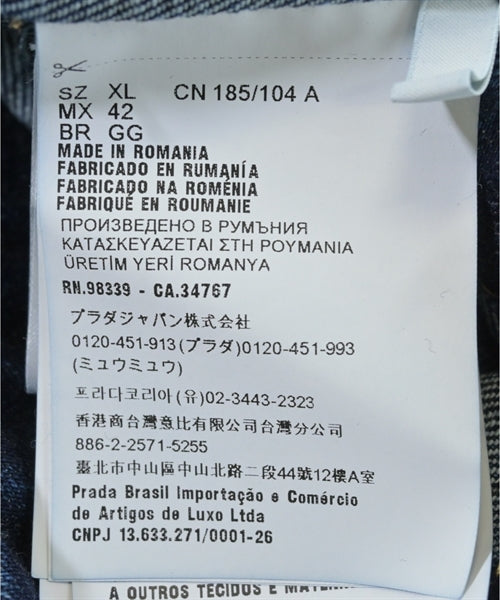 SZ XL CN 185/104 A
MX 42
BR GG
MADE IN ROMANIA
FABRICADO EN RUMANÍA
FABRICADO NA ROMÉNIA
FABRIQUÉ EN ROUMANIE
ПРОИЗВЕДЕНО В РУМЪНИЯ
ΚΑΤΑΣΚΕΥΑΖΕΤΑΙ ΣΤΗ ΡΟΥΜΑΝΙΑ
ÜRETİM YERİ ROMANYA
RN.98339 - CA.34767
プラダジャパン株式会社
0120-451-913(プラダ)0120-451-993
(ミュウミュウ)
프라다코리아(유)02-3443-2323
香港商台灣意比有限公司台灣分公司
886-2-2571-5255
臺北市中山區中山北路二段44號12樓A室
Prada Brasil Importação e Comércio
de Artigos de Luxo Ltda
CNPJ 13.633.271/0001-26
A OUTROS TECIDOS E